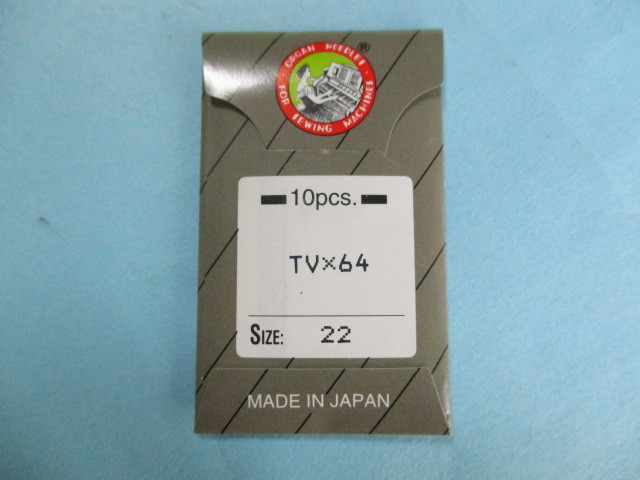 ORGAN NEEDLES
®
FOR SEWING MACHINES
10pcs.
TV×64
SIZE: 22
MADE IN JAPAN